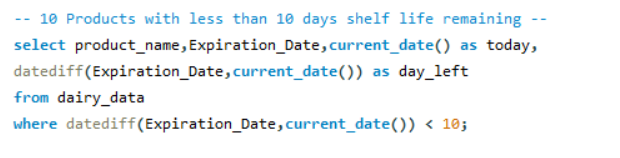 -- 10 Products with less than 10 days shelf life remaining --
select product_name,Expiration_Date,current_date() as today,
datediff(Expiration_Date,current_date()) as day_left
from dairy_data
where datediff(Expiration_Date,current_date()) < 10;